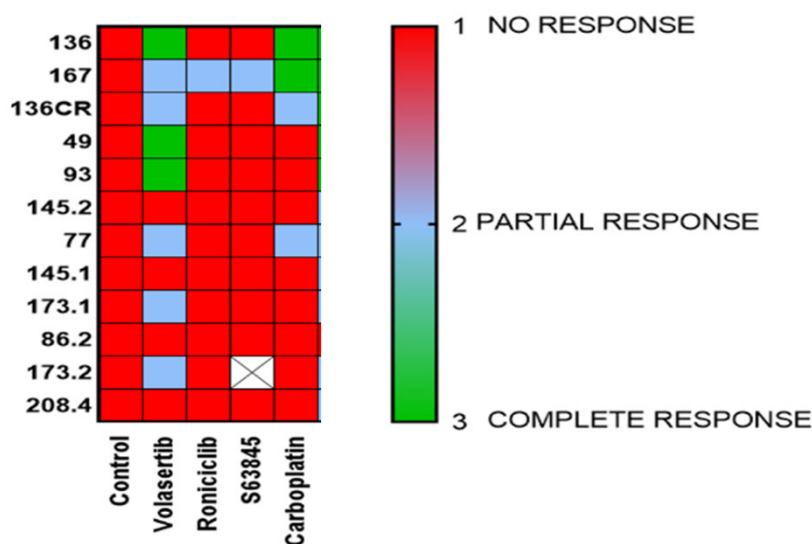 136
167
136CR
49
93
145.2
77
145.1
173.1
86.2
173.2
208.4
Control
Volasertib
Roniciclib
S63845
Carboplatin
1 NO RESPONSE
2 PARTIAL RESPONSE
3 COMPLETE RESPONSE